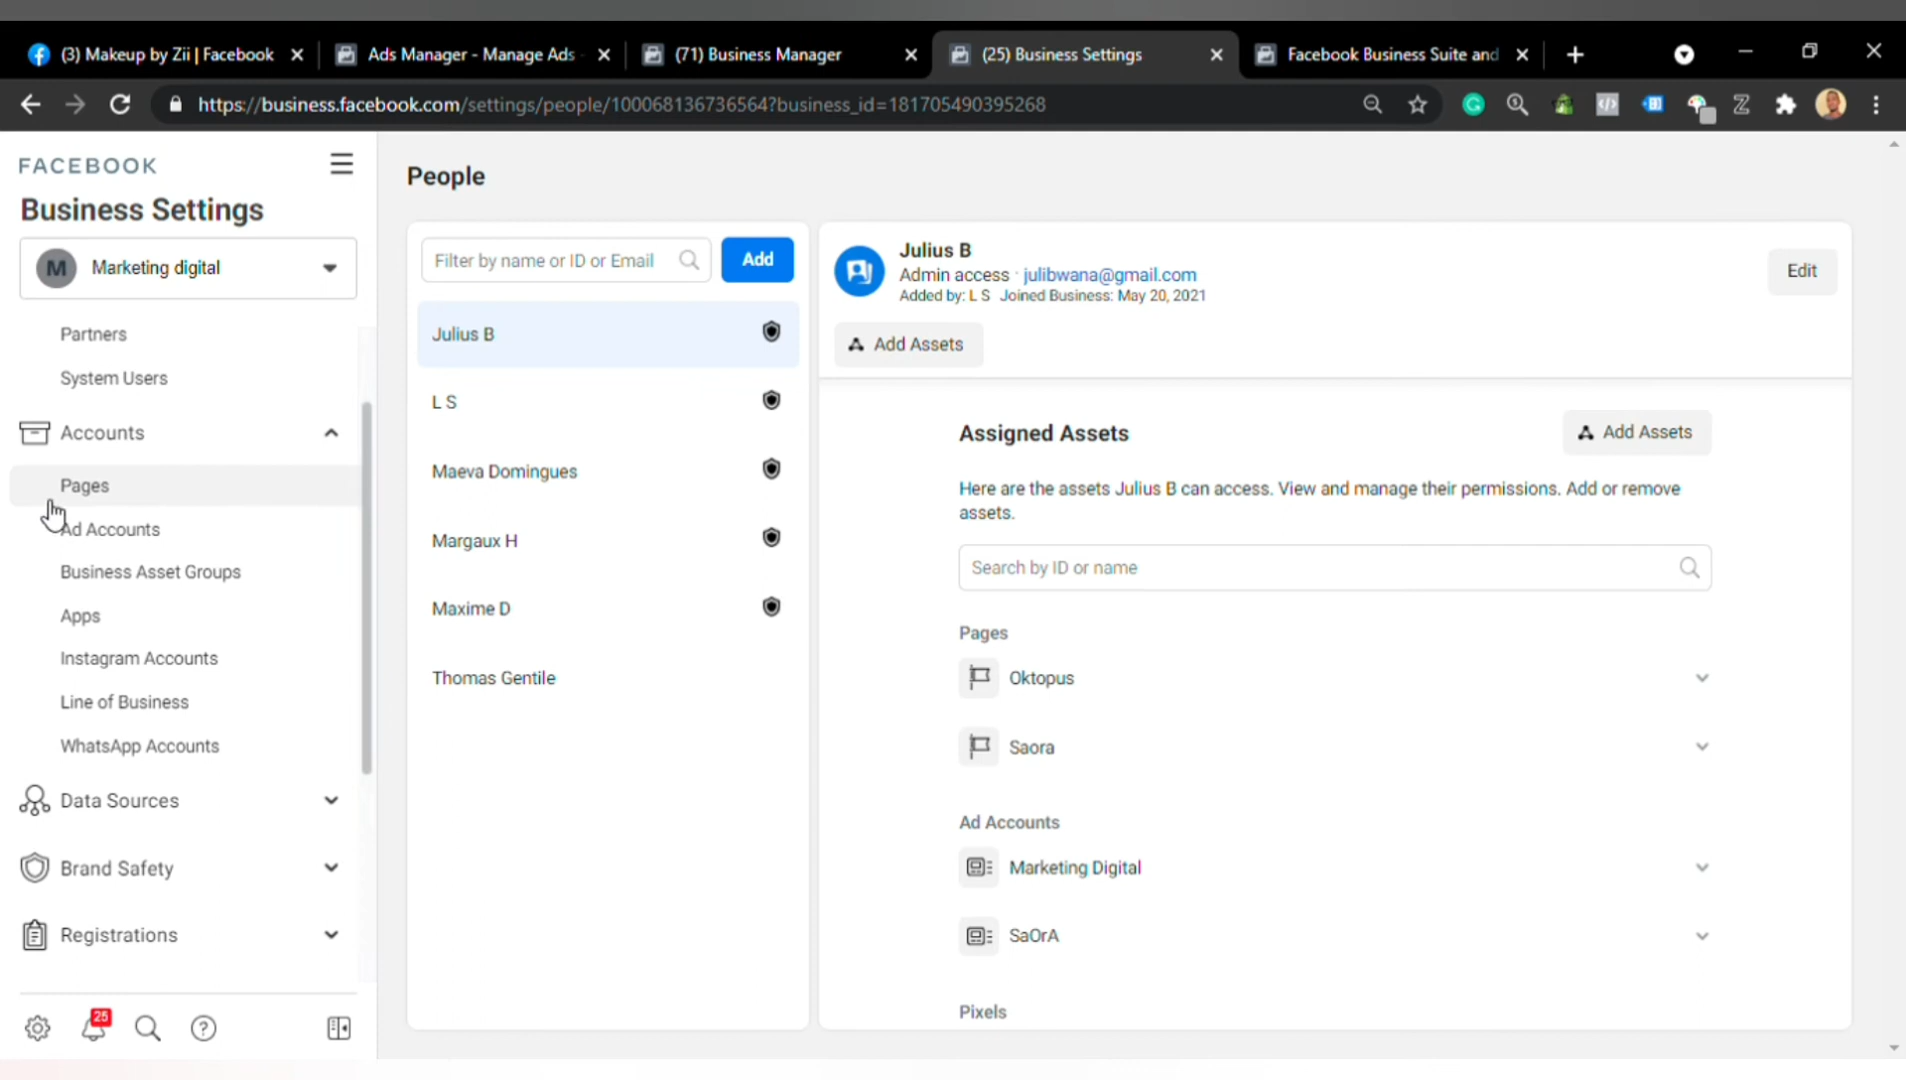 (3) Makeup by Zii | Facebook
Ads Manager - Manage Ads
(71) Business Manager
(25) Business Settings
Facebook Business Suite and
https://business.facebook.com/settings/people/100068136736564?business_id=181705490395268
FACEBOOK
Business Settings
M Marketing digital
Partners
System Users
Accounts
Pages
Ad Accounts
Business Asset Groups
Apps
Instagram Accounts
Line of Business
WhatsApp Accounts
Data Sources
Brand Safety
Registrations
25
People
Filter by name or ID or Email
Add
Julius B
L S
Maeva Domingues
Margaux H
Maxime D
Thomas Gentile
Julius B
Admin access · julibwana@gmail.com
Added by: L S Joined Business: May 20, 2021
Edit
Add Assets
Assigned Assets
Add Assets
Here are the assets Julius B can access. View and manage their permissions. Add or remove
assets.
Search by ID or name
Pages
Oktopus
Saora
Ad Accounts
Marketing Digital
SaOrA
Pixels